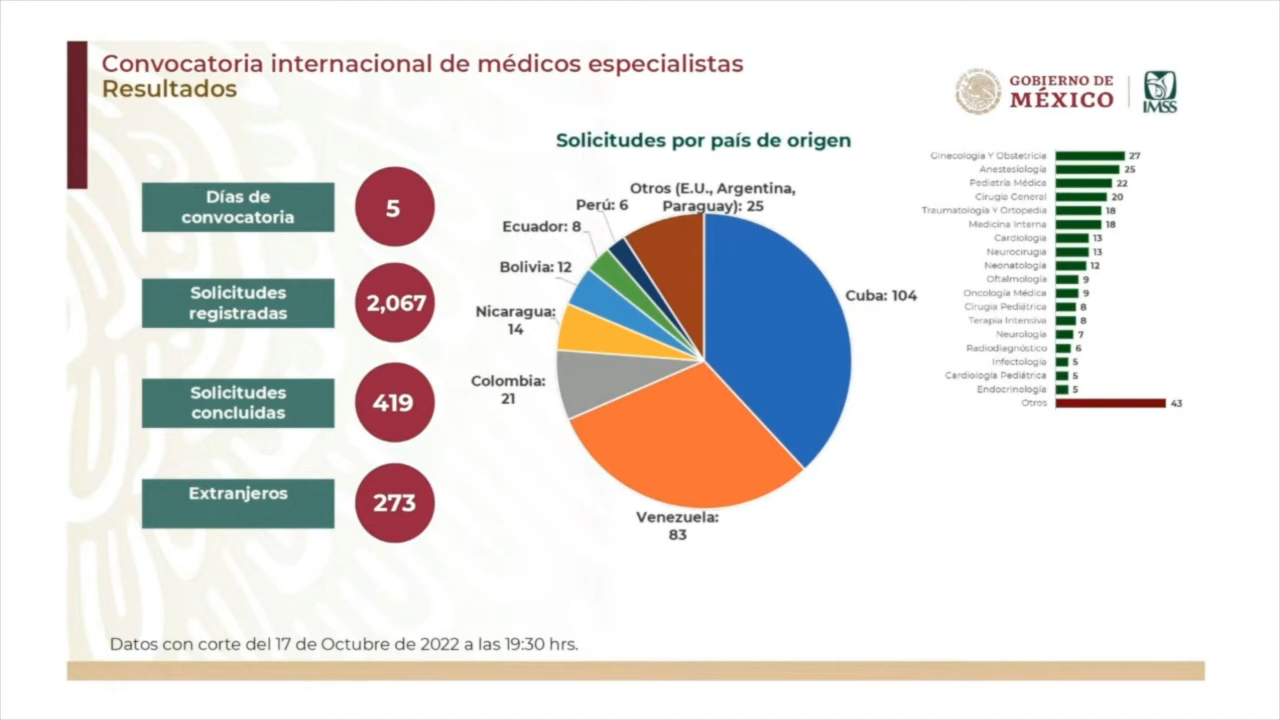 Convocatoria internacional de médicos especialistas
Resultados
GOBIERNO DE
MÉXICO
IMSS
Días de
convocatoria
5
Solicitudes
registradas
2,067
Solicitudes
concluidas
419
Extranjeros
273
Solicitudes por país de origen
Otros (E.U., Argentina,
Paraguay): 25
Perú: 6
Ecuador: 8
Bolivia: 12
Nicaragua:
14
Colombia:
21
Venezuela:
83
Cuba: 104
Ginecología Y Obstetricia 27
Anestesiología 25
Pediatría Médica 22
Cirugía General 20
Traumatología Y Ortopedia 18
Medicina Interna 18
Cardiología 13
Neurocirugía 13
Neonatología 12
Oftalmología 9
Oncología Médica 9
Cirugía Pediátrica 8
Terapia Intensiva 8
Neurología 7
Radiodiagnóstico 6
Infectología 5
Cardiología Pediátrica 5
Endocrinología 5
Otros 43
Datos con corte del 17 de Octubre de 2022 a las 19:30 hrs.